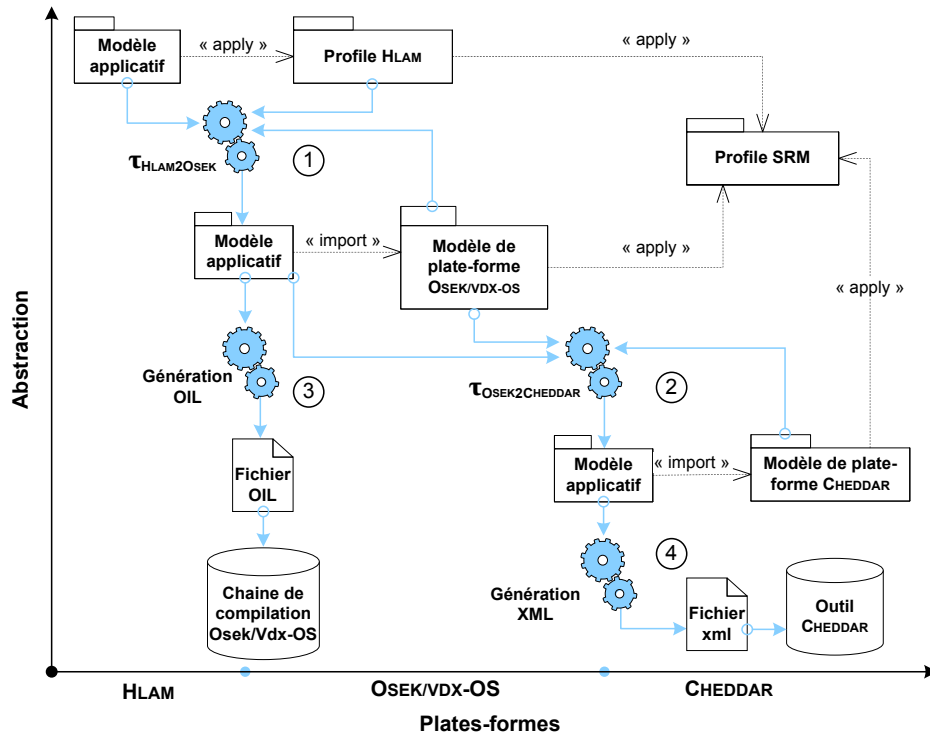 Modèle
applicatif
« apply »
Profile HLAM
« apply »
Profile SRM
τHLAM2OSEK
1
Modèle
applicatif
« import »
Modèle de
plate-forme
OSEK/VDX-OS
« apply »
« apply »
Génération
OIL
3
τOSEK2CHEDDAR
2
Fichier
OIL
Modèle
applicatif
« import »
Modèle de plate-
forme CHEDDAR
Chaine de
compilation
Osek/Vdx-OS
4
Génération
XML
Fichier
xml
Outil
CHEDDAR
Abstraction
HLAM
OSEK/VDX-OS
CHEDDAR
Plates-formes